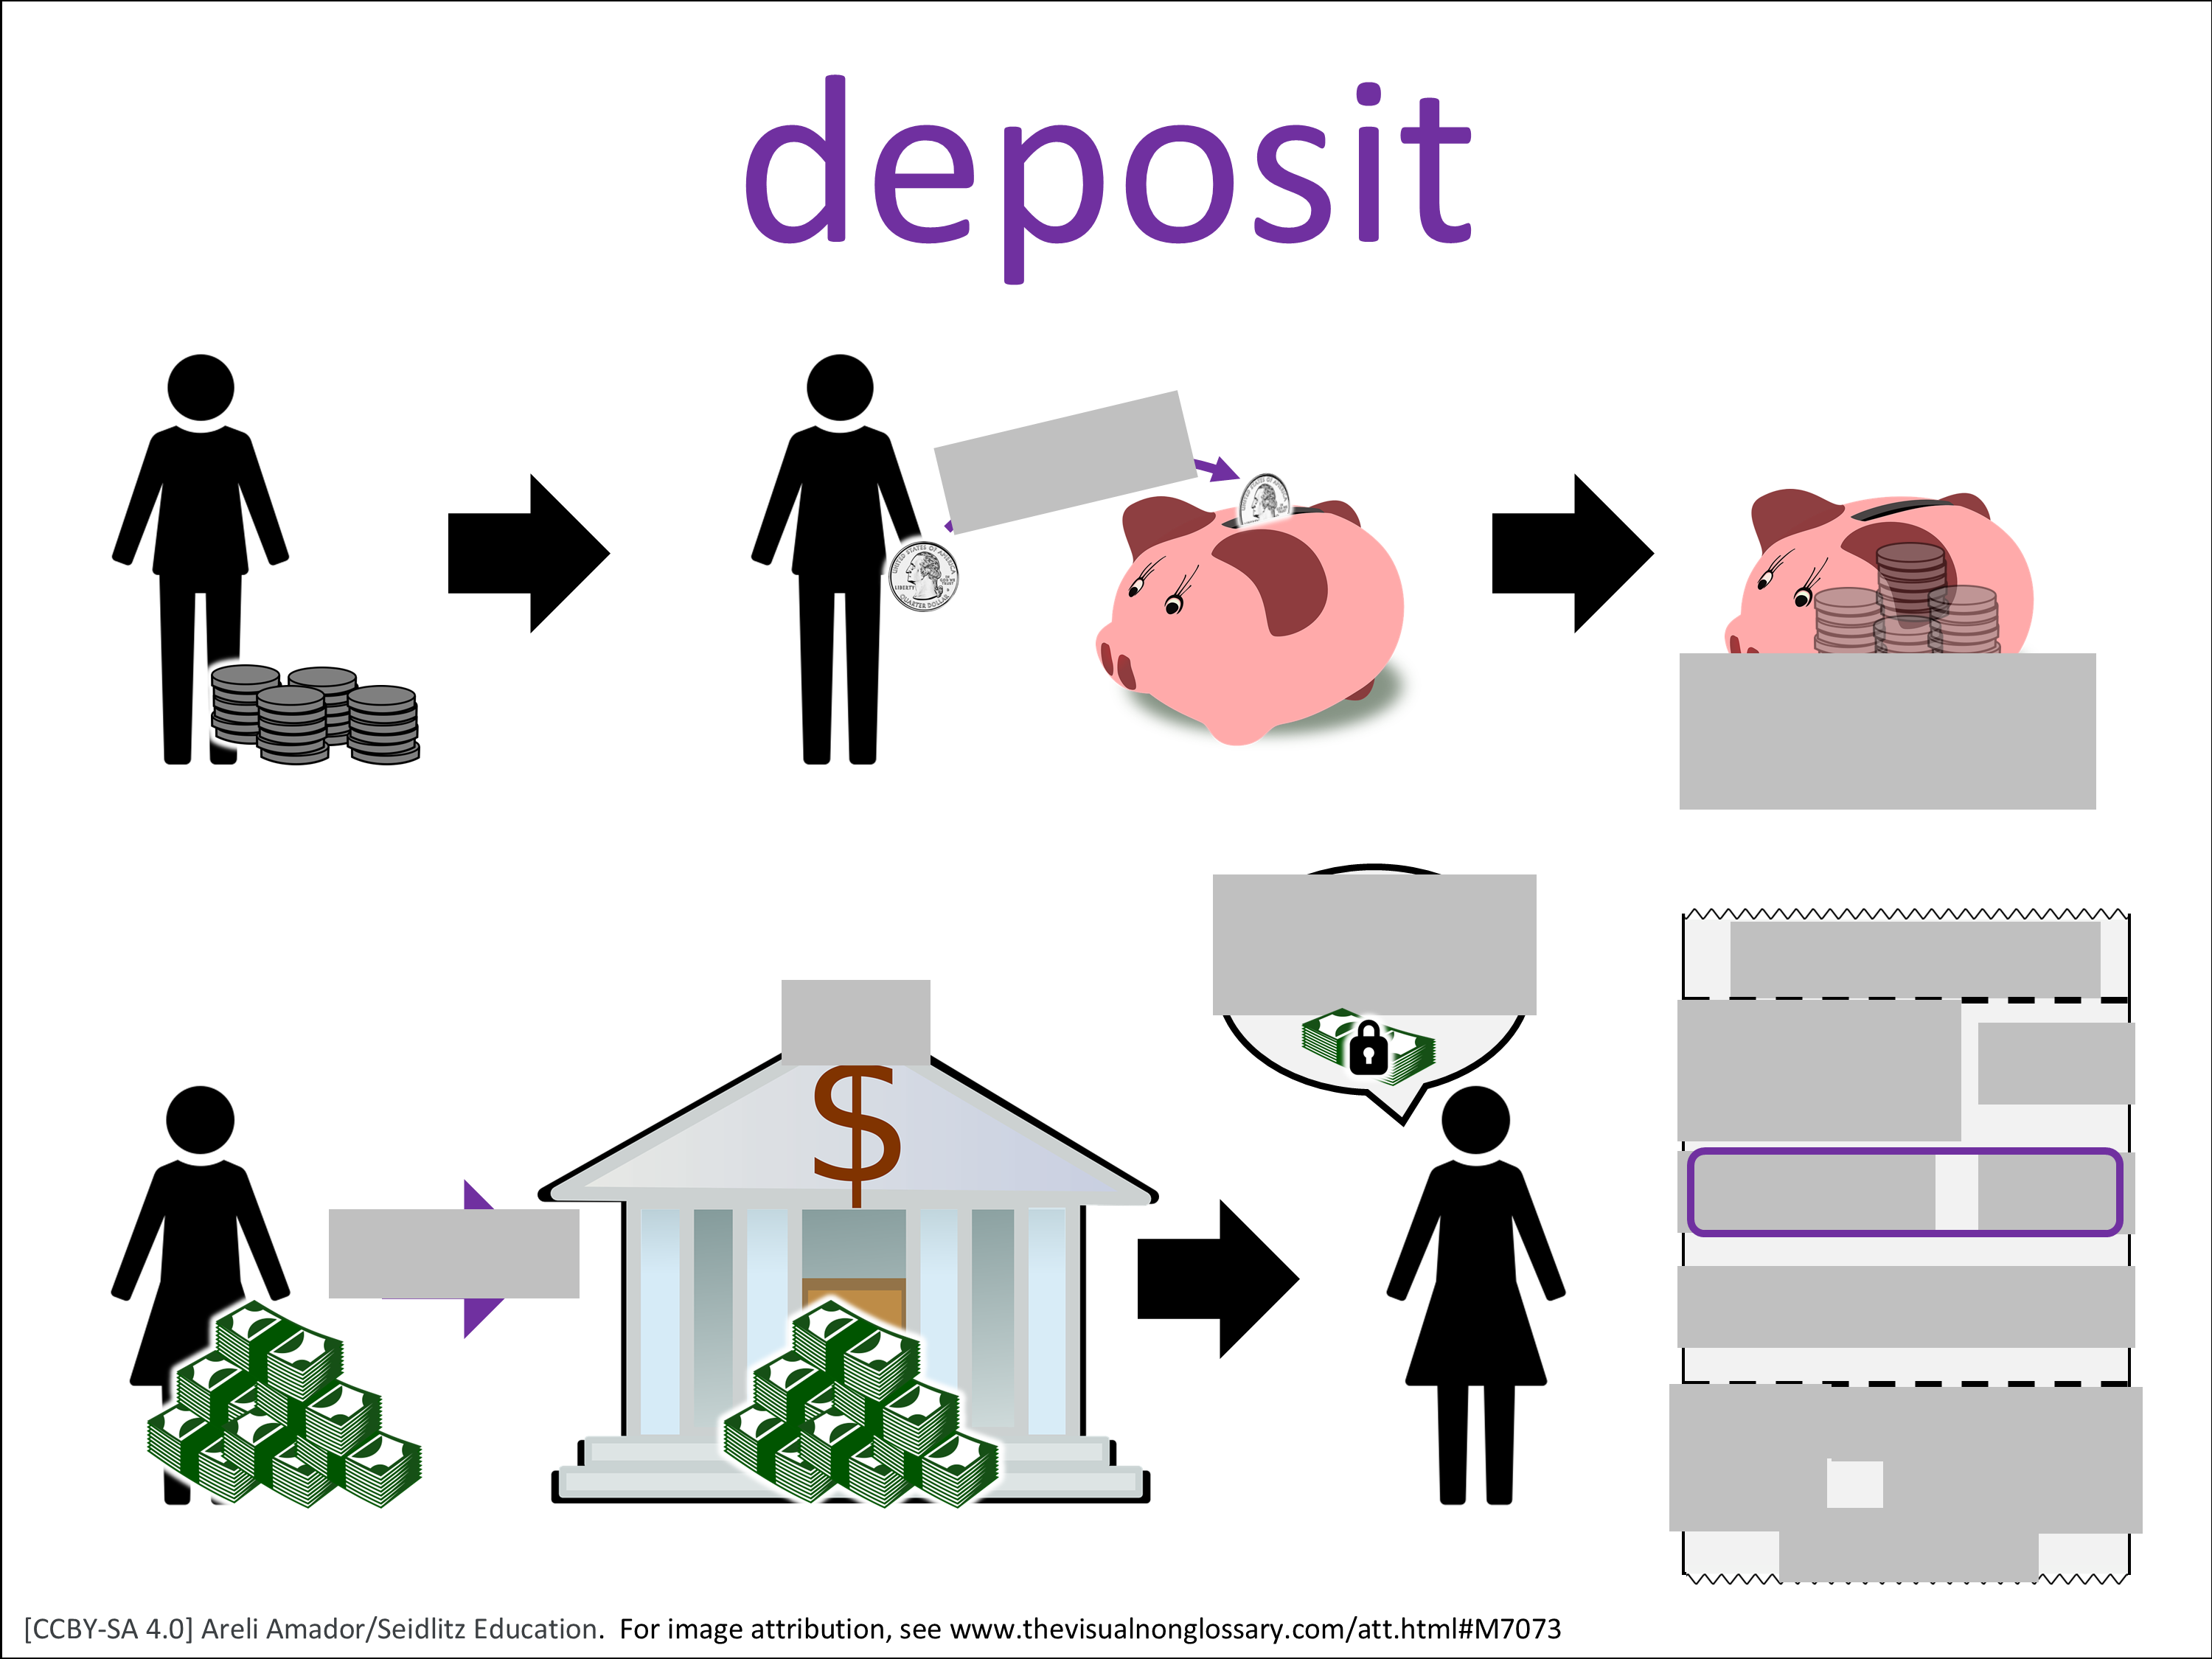 deposit
$
[CCBY-SA 4.0] Areli Amador/Seidlitz Education. For image attribution, see www.thevisualnonglossary.com/att.html#M7073